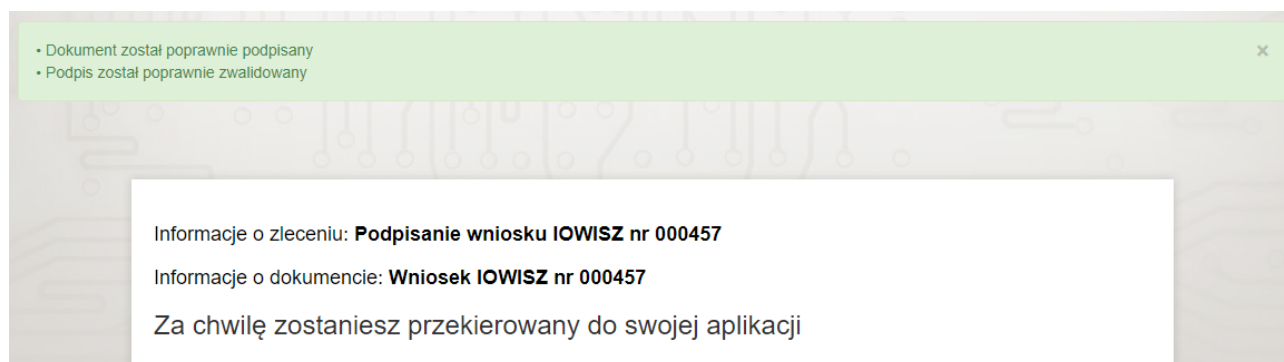 • Dokument został poprawnie podpisany
• Podpis został poprawnie zwalidowany
×
Informacje o zleceniu: Podpisanie wniosku IOWISZ nr 000457
Informacje o dokumencie: Wniosek IOWISZ nr 000457
Za chwilę zostaniesz przekierowany do swojej aplikacji